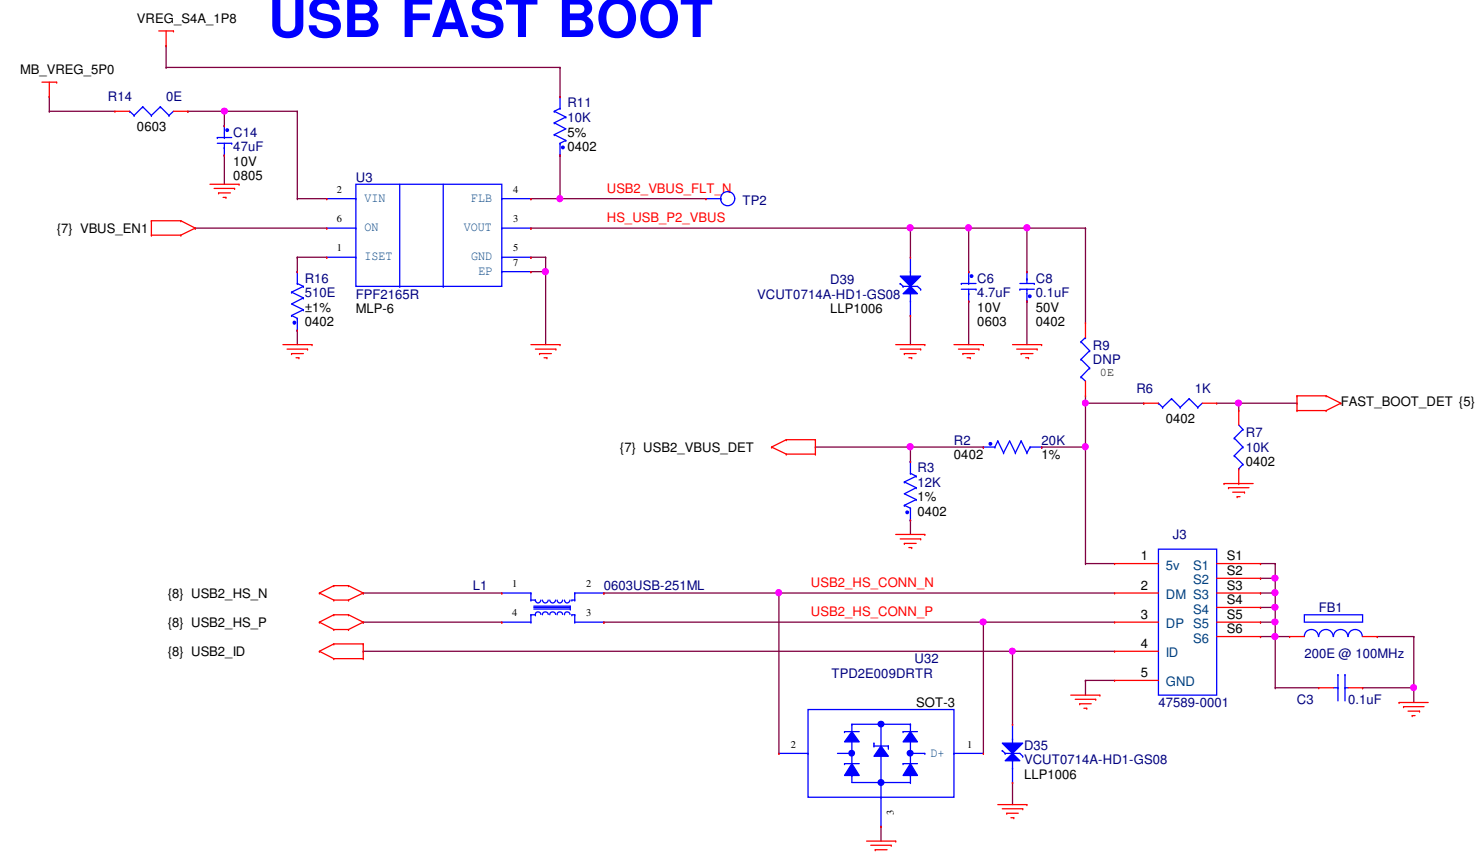 USB FAST BOOT
VREG_S4A_1P8
MB_VREG_5P0
R14 0E
0603
C14
47uF
10V
0805
R11
10K
5%
0402
U3
2 VIN FLB 4
6 ON VOUT 3
1 ISET GND 5
EP 7
FPF2165R
MLP-6
USB2_VBUS_FLT_N
TP2
HS_USB_P2_VBUS
{7} VBUS_EN1
R16
510E
±1%
0402
D39
VCUT0714A-HD1-GS08
LLP1006
C6
4.7uF
10V
0603
C8
0.1uF
50V
0402
R9
DNP
0E
R6 1K
0402
FAST_BOOT_DET {5}
R7
10K
0402
{7} USB2_VBUS_DET
R2 20K
0402 1%
R3
12K
1%
0402
J3
1 5v S1 S1
S2 S2
2 DM S3 S3
S4 S4
3 DP S5 S5
S6 S6
4 ID
5 GND
47589-0001
FB1
200E @ 100MHz
C3 0.1uF
{8} USB2_HS_N
L1 1 2 0603USB-251ML
USB2_HS_CONN_N
{8} USB2_HS_P
4 3
USB2_HS_CONN_P
{8} USB2_ID
U32
TPD2E009DRTR
SOT-3
2 D+ 1
3
D35
VCUT0714A-HD1-GS08
LLP1006